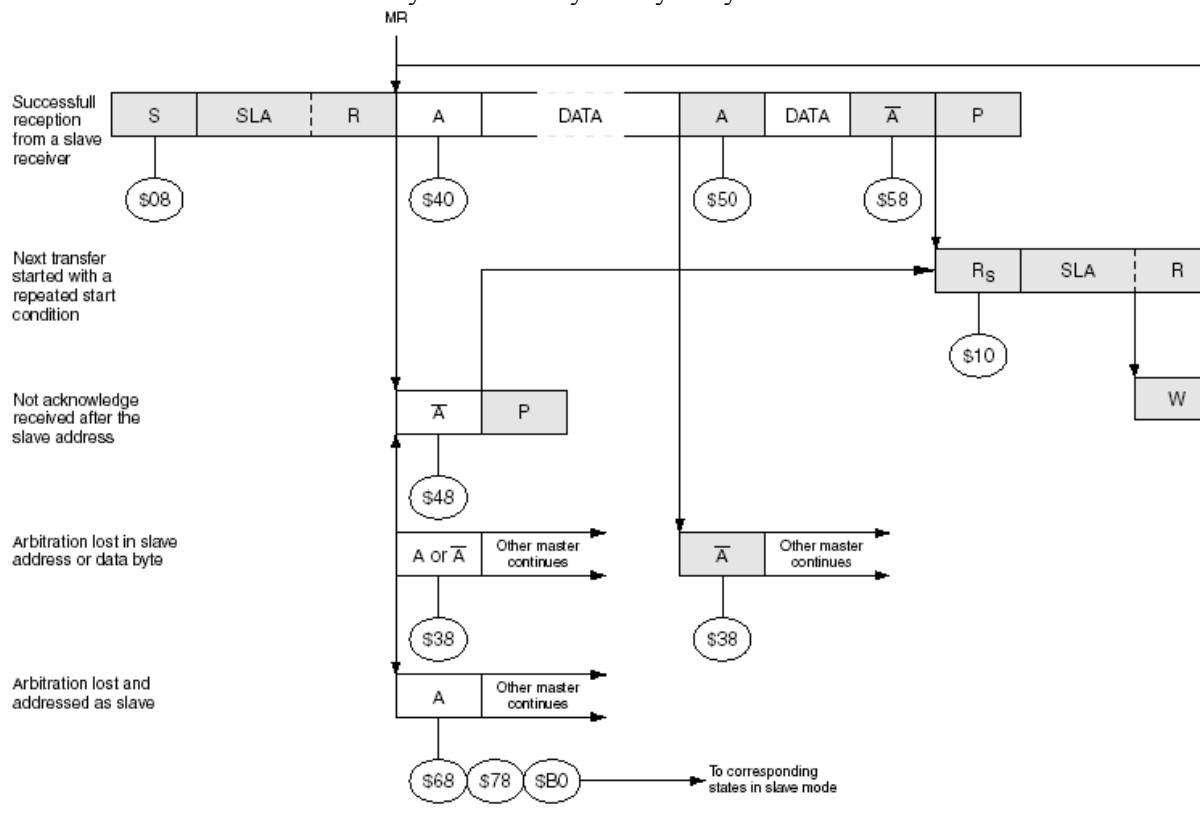 MR
Successfull
reception
from a slave
receiver
S SLA R A DATA A DATA A̅ P
$08 $40 $50 $58
Next transfer
started with a
repeated start
condition
RS SLA R
$10
Not acknowledge
received after the
slave address
A̅ P
W
$48
Arbitration lost in slave
address or data byte
A or A̅
Other master
continues
A̅
Other master
continues
$38 $38
Arbitration lost and
addressed as slave
A
Other master
continues
$68 $78 $B0
To corresponding
states in slave mode